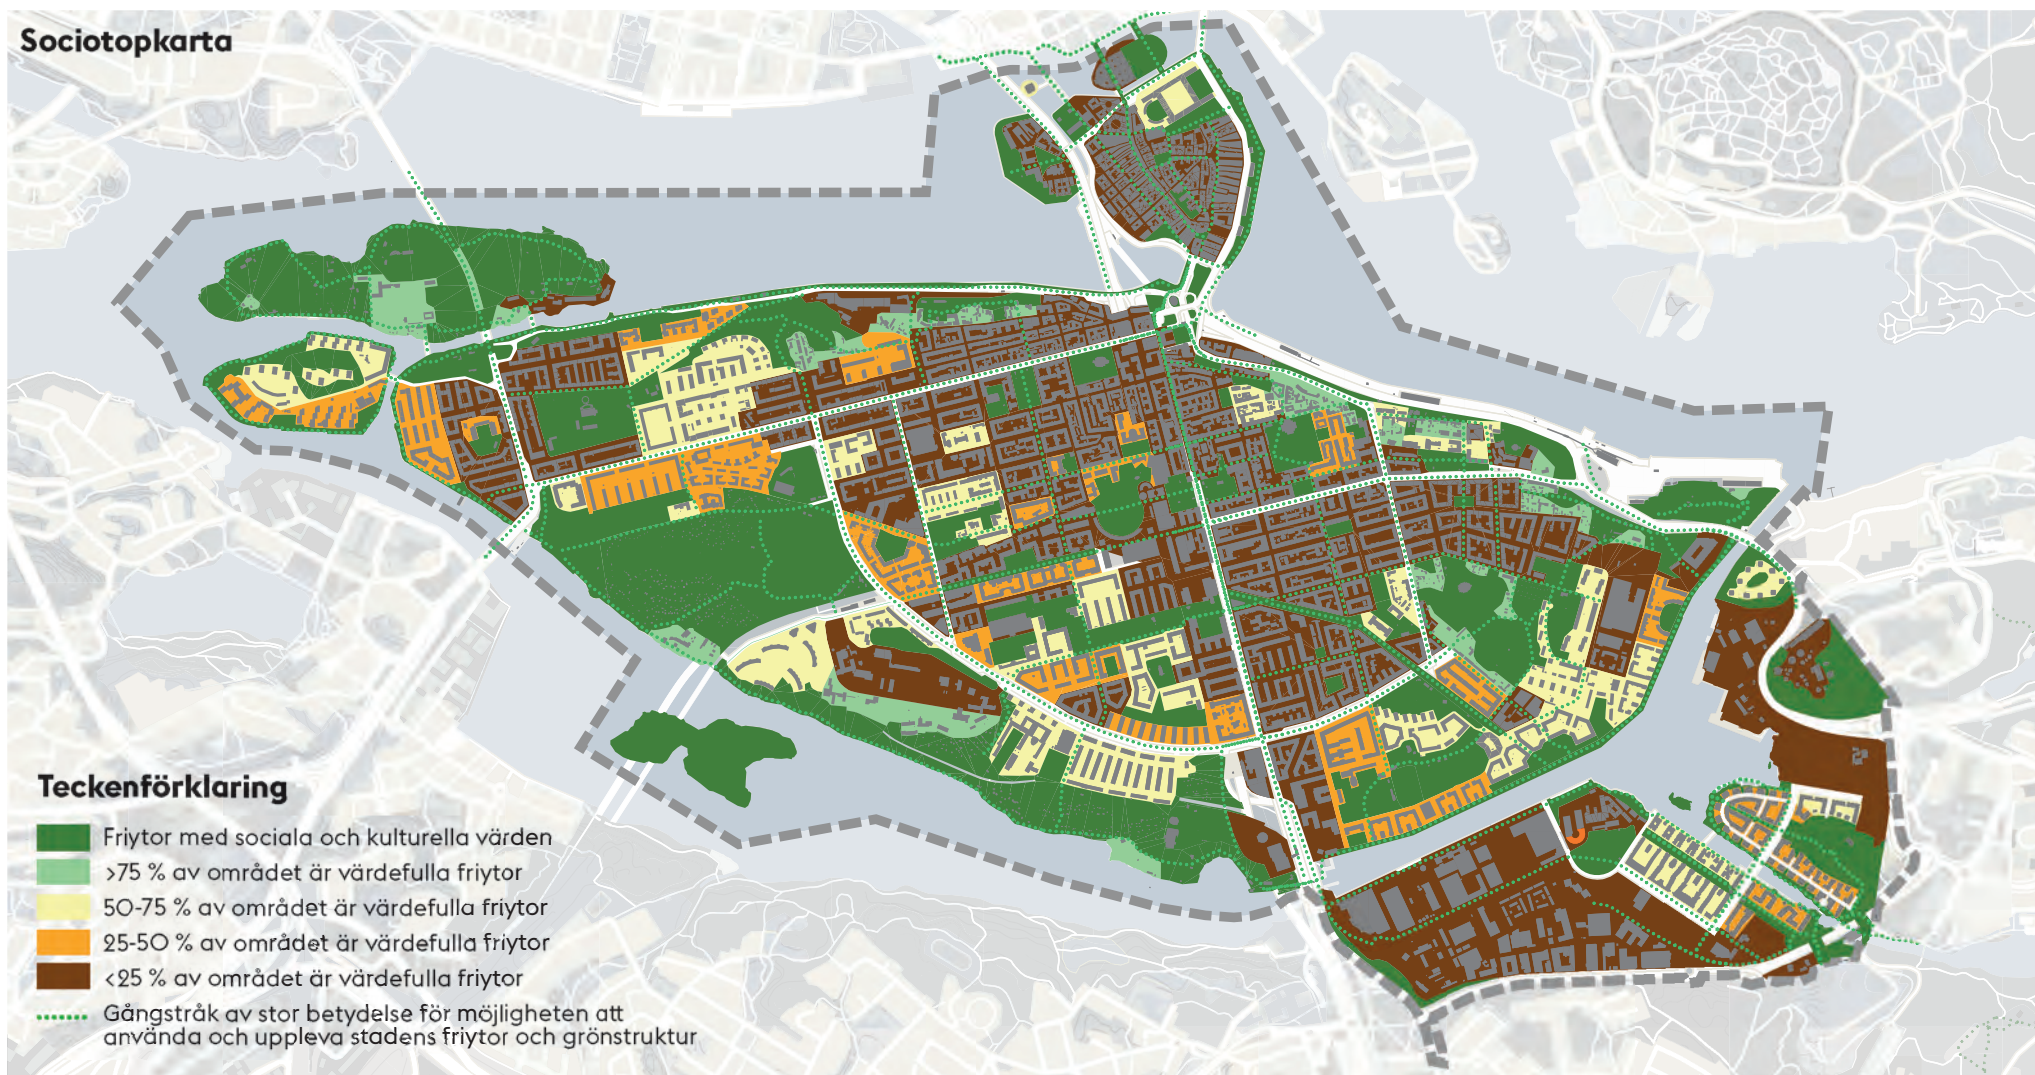 Sociotopkarta
Teckenförklaring
Friytor med sociala och kulturella värden
>75 % av området är värdefulla friytor
50-75 % av området är värdefulla friytor
25-50 % av området är värdefulla friytor
<25 % av området är värdefulla friytor
Gångstråk av stor betydelse för möjligheten att
använda och uppleva stadens friytor och grönstruktur